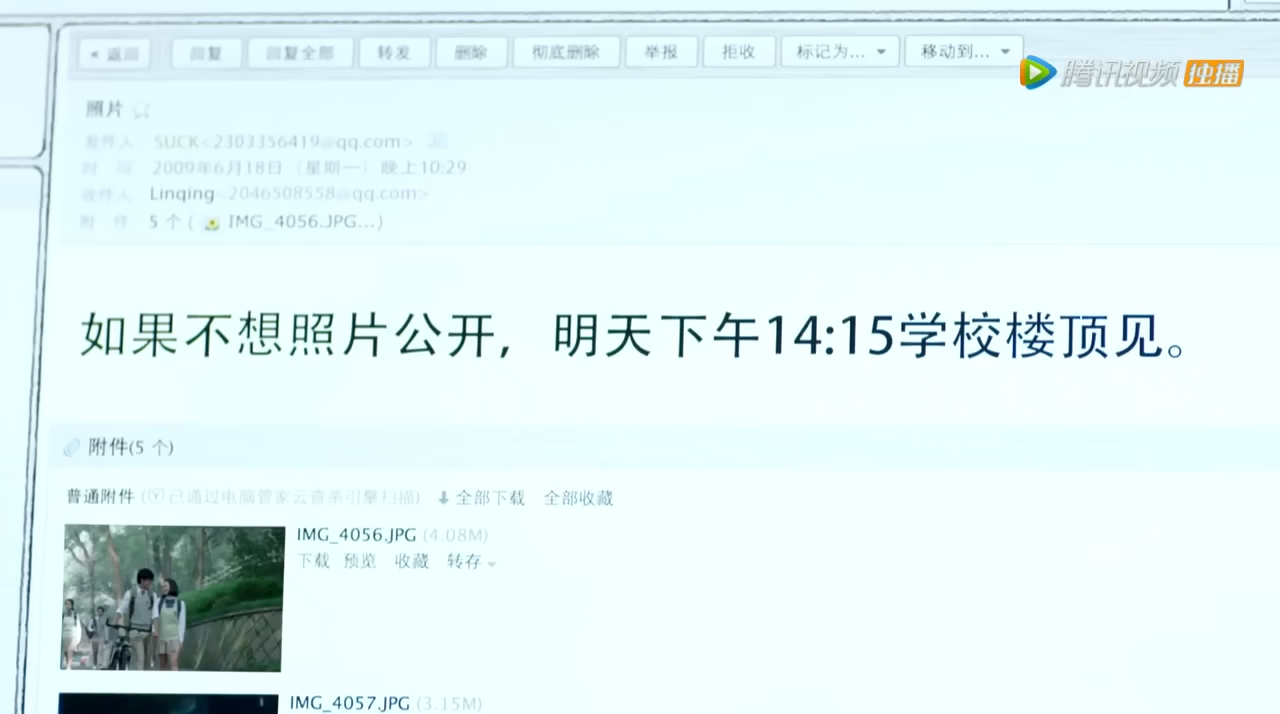 « 返回 回复 回复全部 转发 删除 彻底删除 举报 拒收 标记为... 移动到...
腾讯视频 独播
照片
发件人 SUCK<2303356419@qq.com>
时 间 2009年6月18日 (星期一) 晚上10:29
收件人 Linqing<2046508558@qq.com>
附 件 5 个 ( IMG_4056.JPG...)
如果不想照片公开，明天下午14:15学校楼顶见。
附件(5 个)
普通附件 (已通过电脑管家云查杀引擎扫描) 全部下载 全部收藏
IMG_4056.JPG (4.08M)
下载 预览 收藏 转存
IMG_4057.JPG (3.15M)